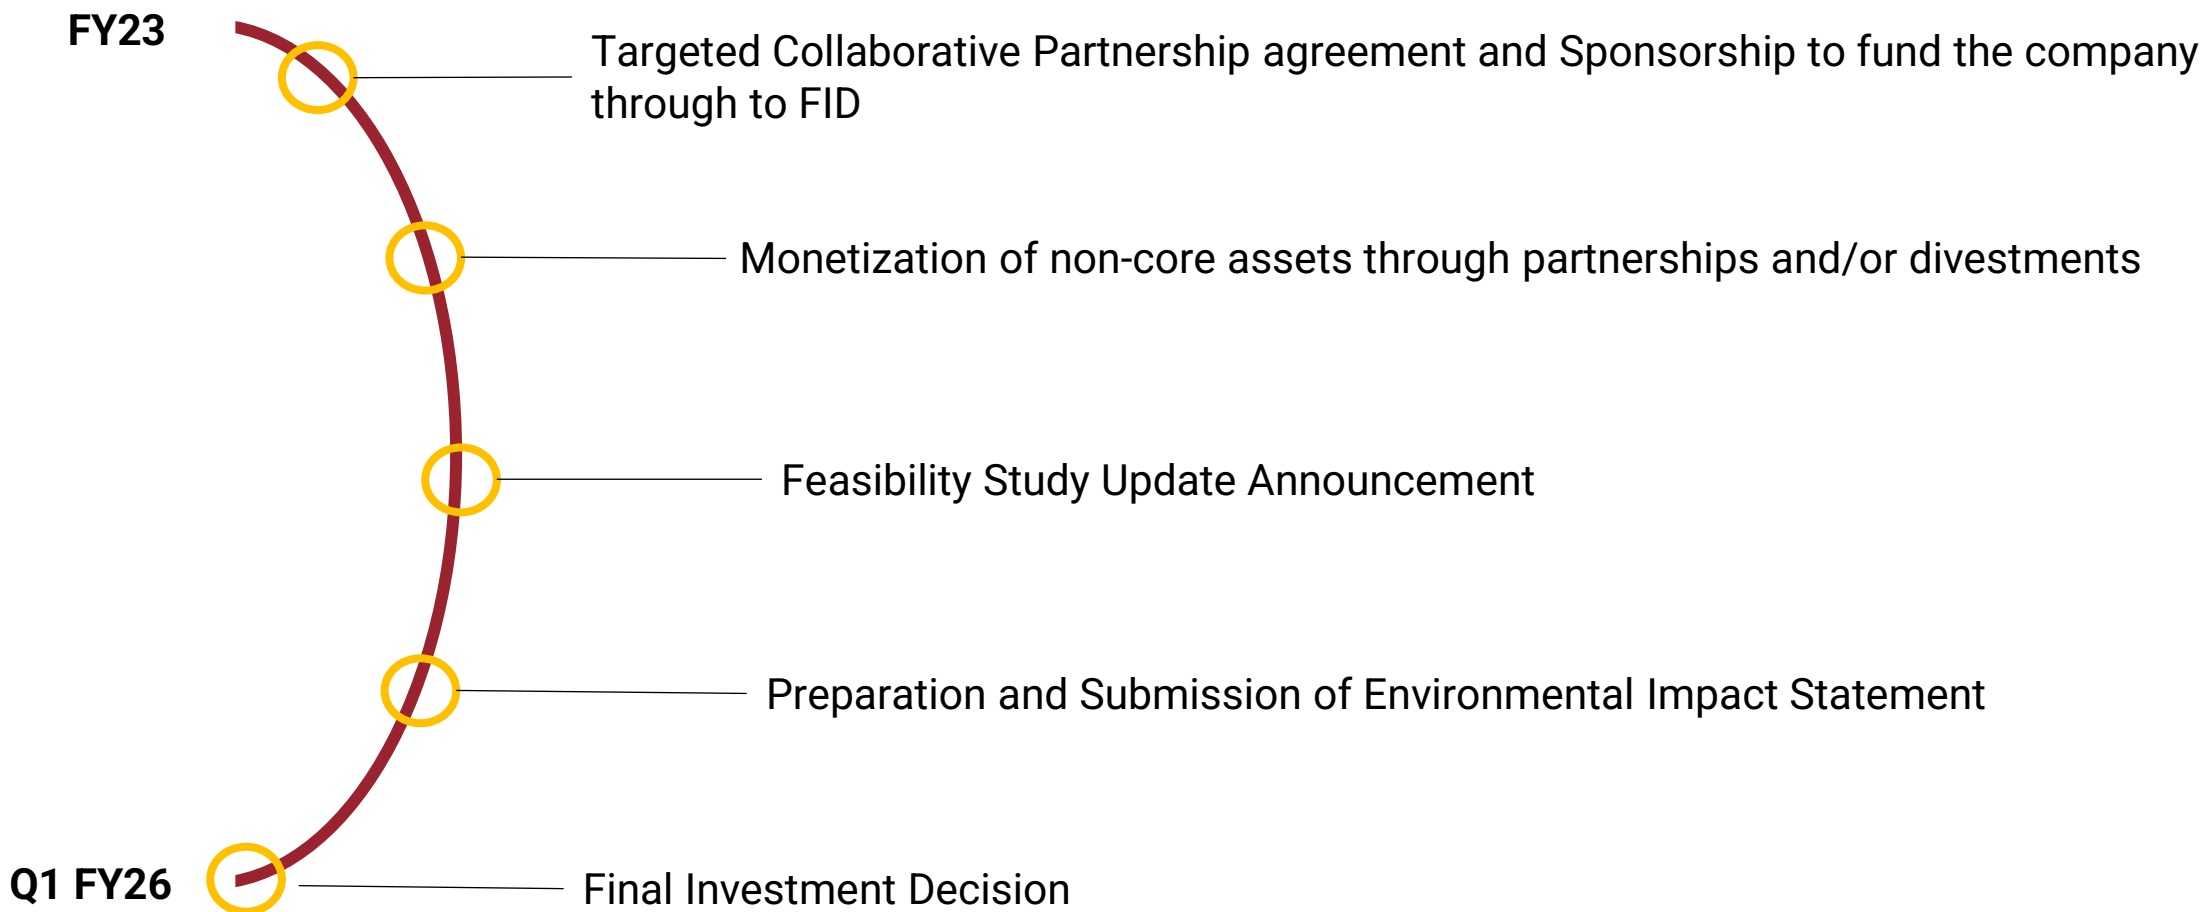 FY23
Targeted Collaborative Partnership agreement and Sponsorship to fund the company
through to FID
Monetization of non-core assets through partnerships and/or divestments
Feasibility Study Update Announcement
Preparation and Submission of Environmental Impact Statement
Q1 FY26
Final Investment Decision